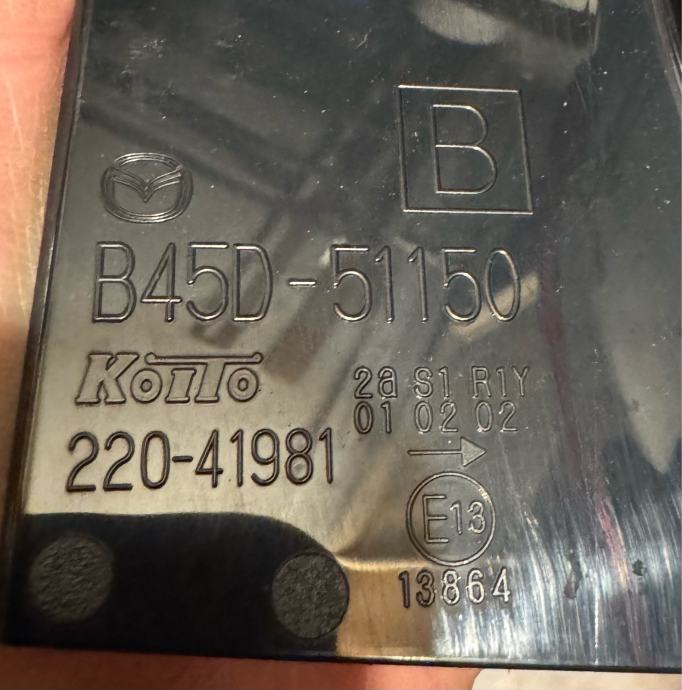 B
B45D-51150
KOITO
2a S1 R1Y
01 02 02
220-41981
E13
13864